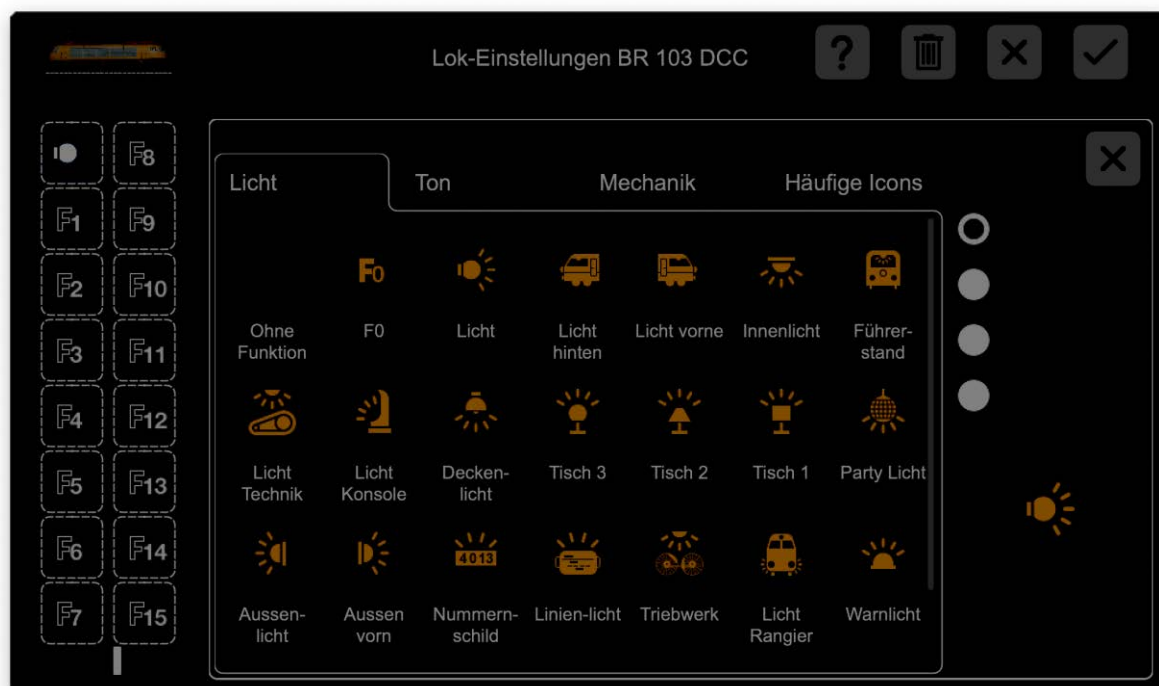 Lok-Einstellungen BR 103 DCC
?
F8
F1 F9
F2 F10
F3 F11
F4 F12
F5 F13
F6 F14
F7 F15
Licht Ton Mechanik Häufige Icons
F0
Ohne Funktion
F0
Licht
Licht hinten
Licht vorne
Innenlicht
Führer-
stand
Licht Technik
Licht Konsole
Decken-
licht
Tisch 3
Tisch 2
Tisch 1
Party Licht
4013
Aussen-
licht
Aussen vorn
Nummern-
schild
Linien-licht
Triebwerk
Licht Rangier
Warnlicht